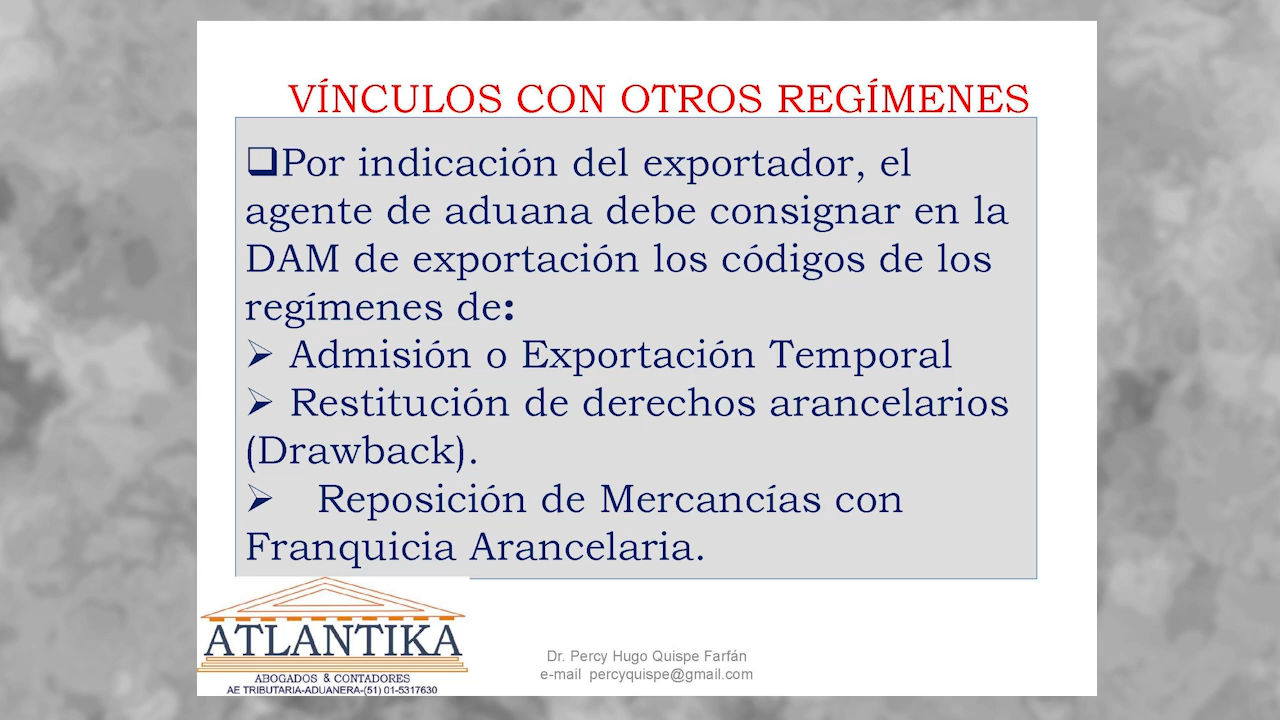 VÍNCULOS CON OTROS REGÍMENES
❑Por indicación del exportador, el
agente de aduana debe consignar en la
DAM de exportación los códigos de los
regímenes de:
➢ Admisión o Exportación Temporal
➢ Restitución de derechos arancelarios
(Drawback).
➢ Reposición de Mercancías con
Franquicia Arancelaria.
ATLANTIKA
ABOGADOS & CONTADORES
AE TRIBUTARIA-ADUANERA-(51) 01-5317630
Dr. Percy Hugo Quispe Farfán
e-mail percyquispe@gmail.com